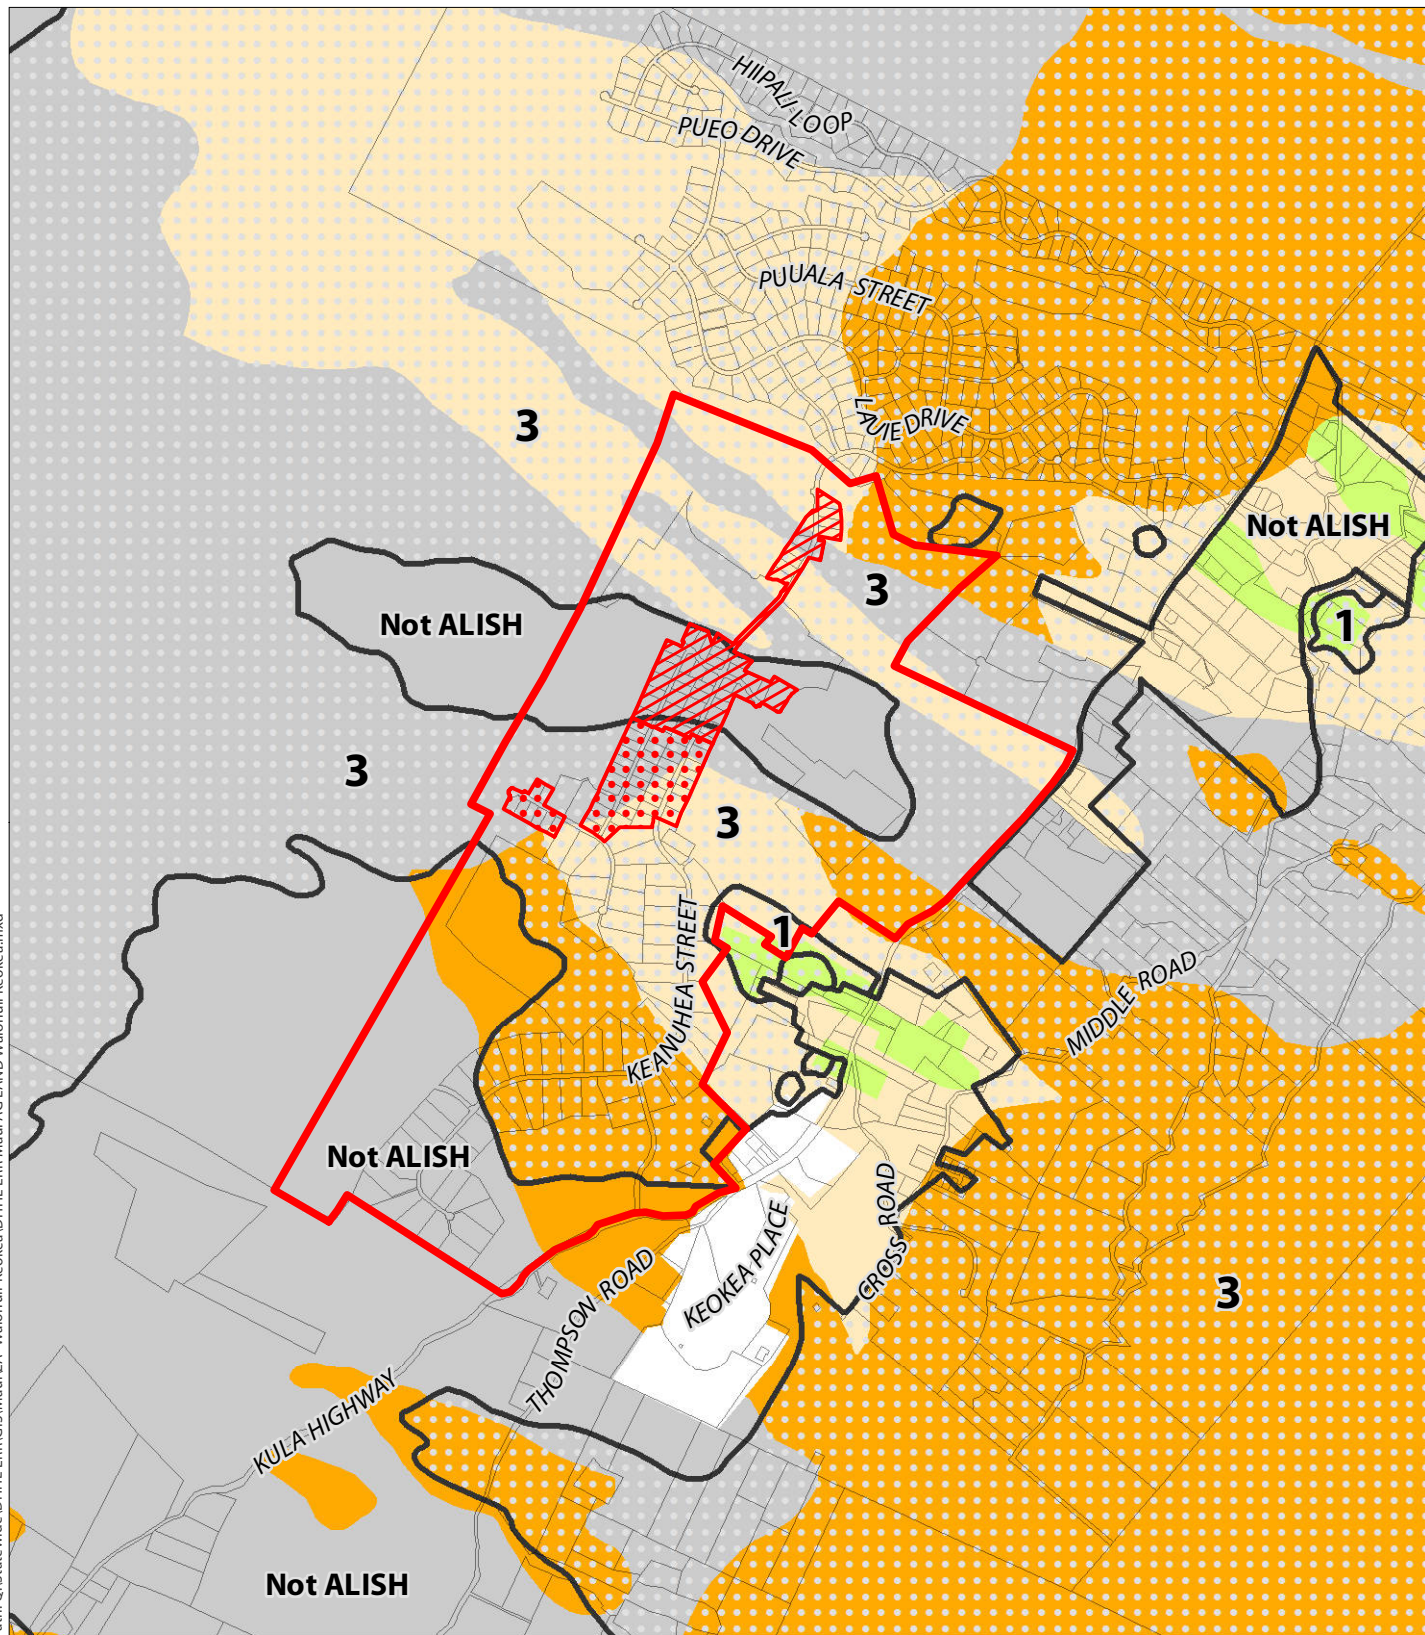 HIIPALI LOOP
PUEO DRIVE
PUUALA STREET
3
LAUIE DRIVE
Not ALISH
3
Not ALISH
1
3
3
1
KEANUHEA STREET
MIDDLE ROAD
Not ALISH
CROSS ROAD
KEOKEA PLACE
THOMPSON ROAD
3
KULA HIGHWAY
Not ALISH